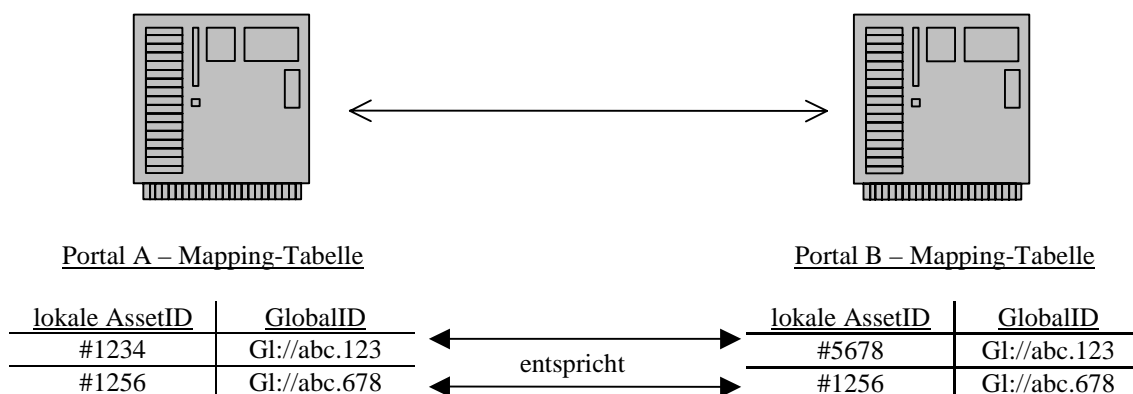 Portal A – Mapping-Tabelle
Portal B – Mapping-Tabelle
lokale AssetID GlobalID
lokale AssetID GlobalID
#1234 Gl://abc.123
entspricht
#5678 Gl://abc.123
#1256 Gl://abc.678
#1256 Gl://abc.678